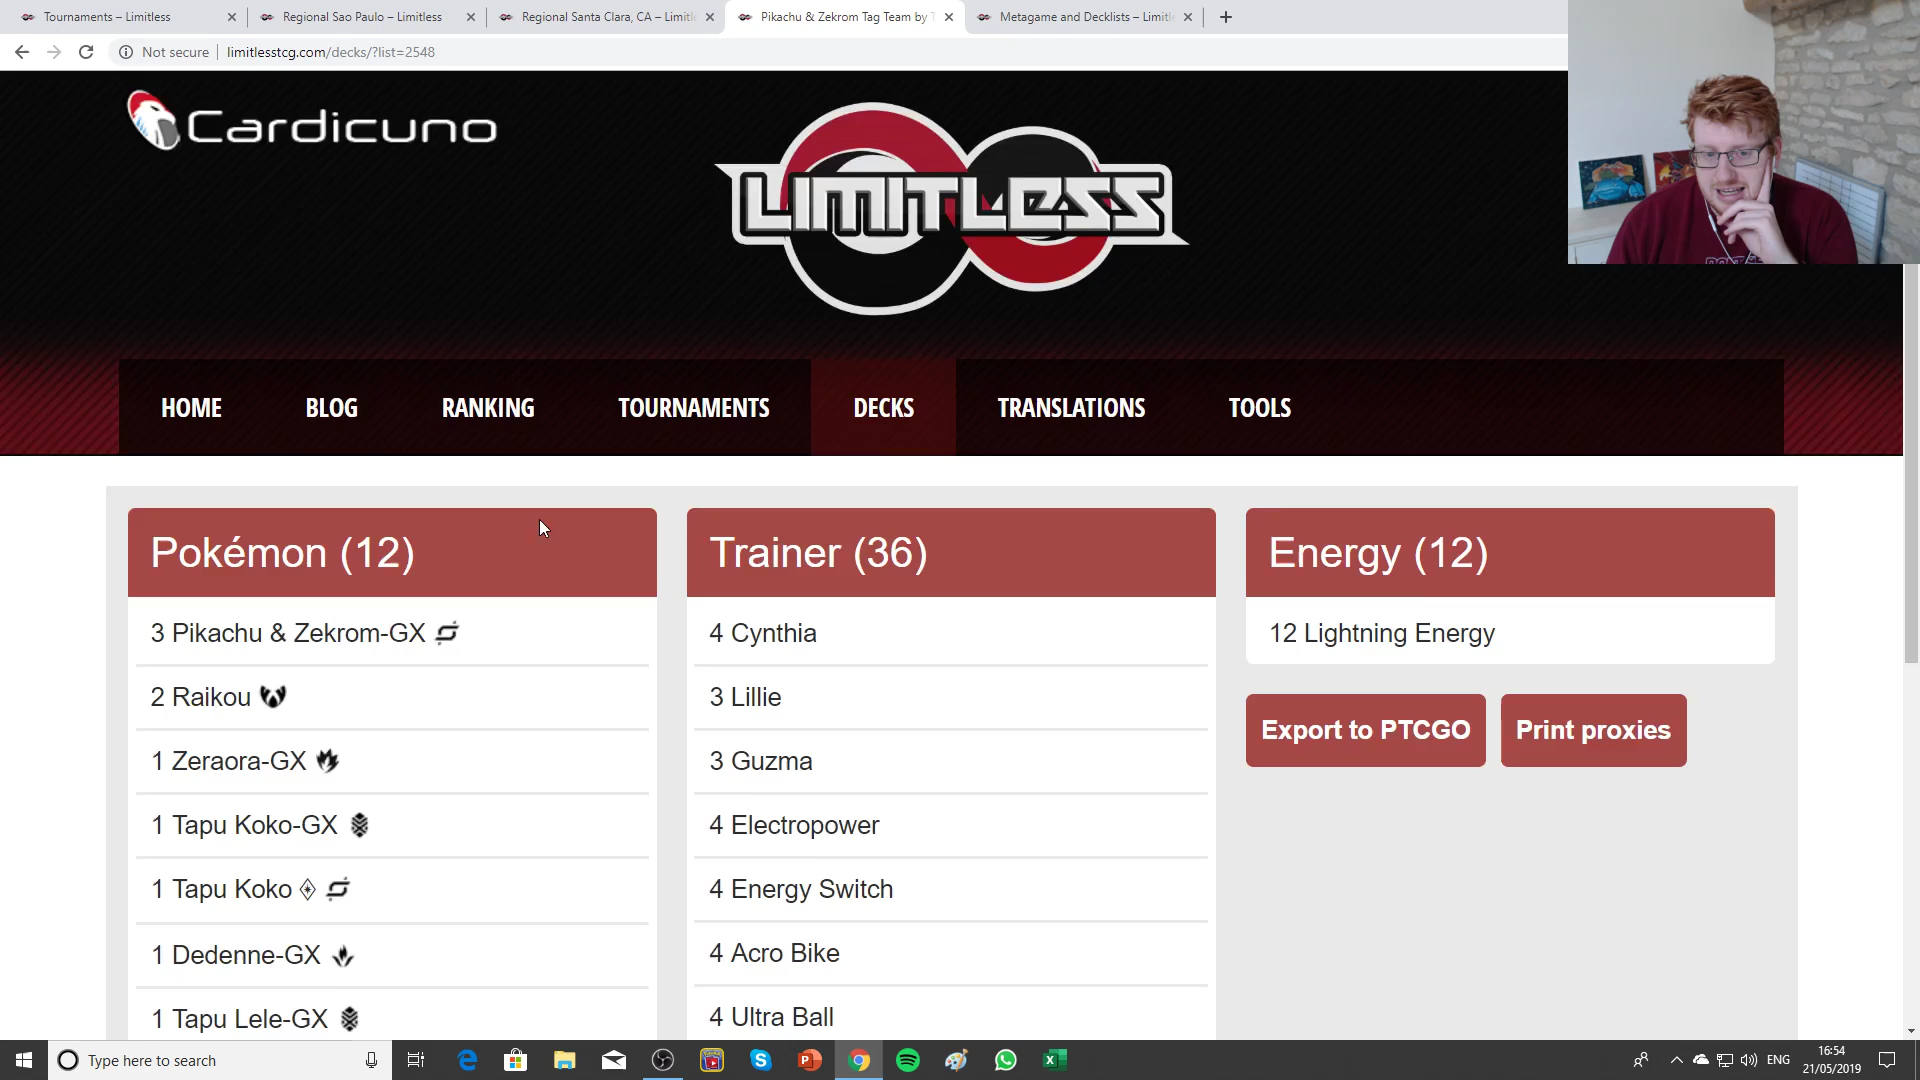 Tournaments – Limitless
Regional Sao Paulo – Limitless
Regional Santa Clara, CA – Limitl
Pikachu & Zekrom Tag Team by T
Metagame and Decklists – Limitl
Not secure
limitlesstcg.com/decks/?list=2548
Cardicuno
LIMITLESS
HOME
BLOG
RANKING
TOURNAMENTS
DECKS
TRANSLATIONS
TOOLS
Pokémon (12)
3 Pikachu & Zekrom-GX
2 Raikou
1 Zeraora-GX
1 Tapu Koko-GX
1 Tapu Koko
1 Dedenne-GX
1 Tapu Lele-GX
Trainer (36)
4 Cynthia
3 Lillie
3 Guzma
4 Electropower
4 Energy Switch
4 Acro Bike
4 Ultra Ball
Energy (12)
12 Lightning Energy
Export to PTCGO
Print proxies
Type here to search
ENG
16:54
21/05/2019